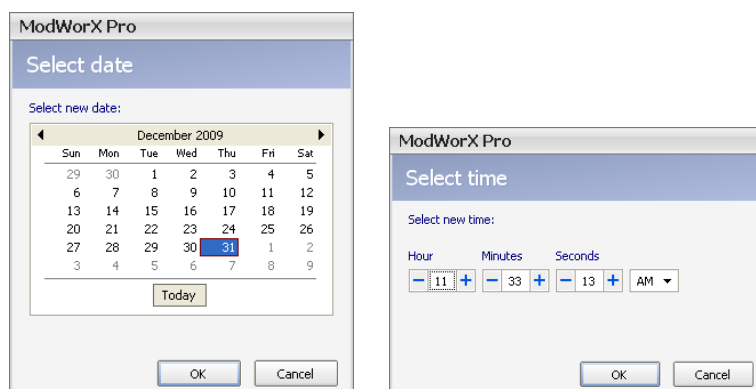 ModWorX Pro
Select date
Select new date:
December 2009
Sun Mon Tue Wed Thu Fri Sat
29 30 1 2 3 4 5
6 7 8 9 10 11 12
13 14 15 16 17 18 19
20 21 22 23 24 25 26
27 28 29 30 31 1 2
3 4 5 6 7 8 9
Today
OK Cancel
ModWorX Pro
Select time
Select new time:
Hour Minutes Seconds
− 11 + − 33 + − 13 + AM
OK Cancel